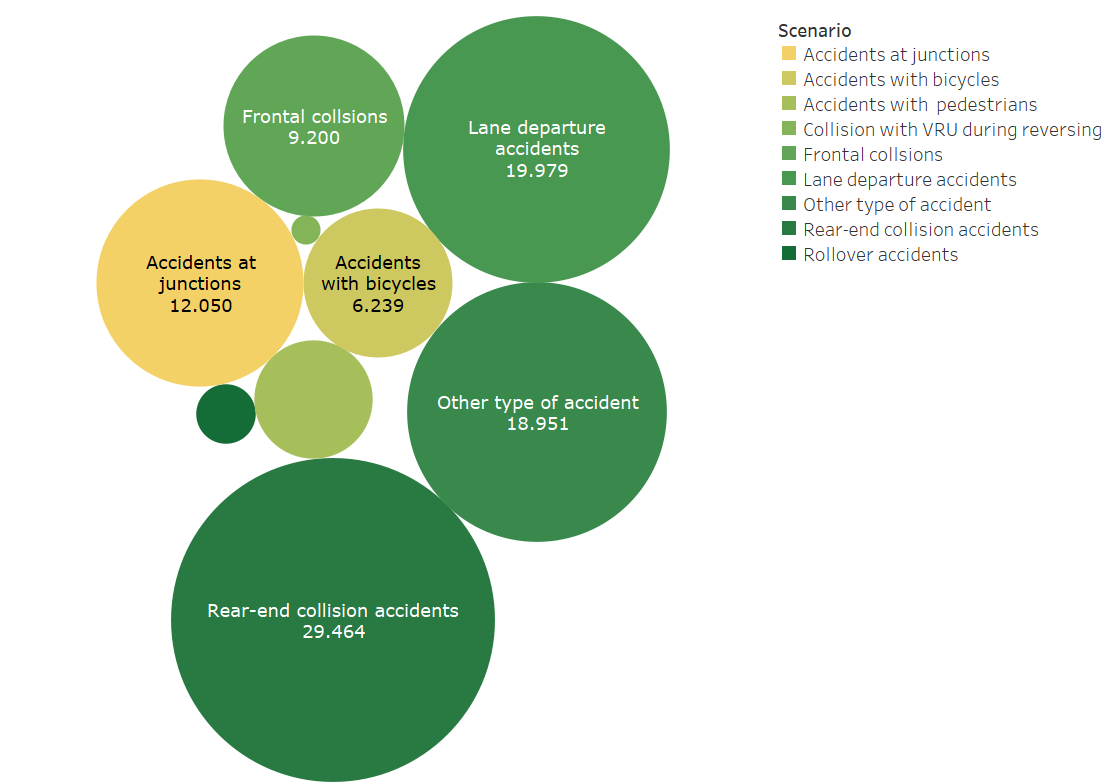 Frontal collsions
9.200
Lane departure
accidents
19.979
Accidents at
junctions
12.050
Accidents
with bicycles
6.239
Other type of accident
18.951
Rear-end collision accidents
29.464
Scenario
Accidents at junctions
Accidents with bicycles
Accidents with  pedestrians
Collision with VRU during reversing
Frontal collsions
Lane departure accidents
Other type of accident
Rear-end collision accidents
Rollover accidents